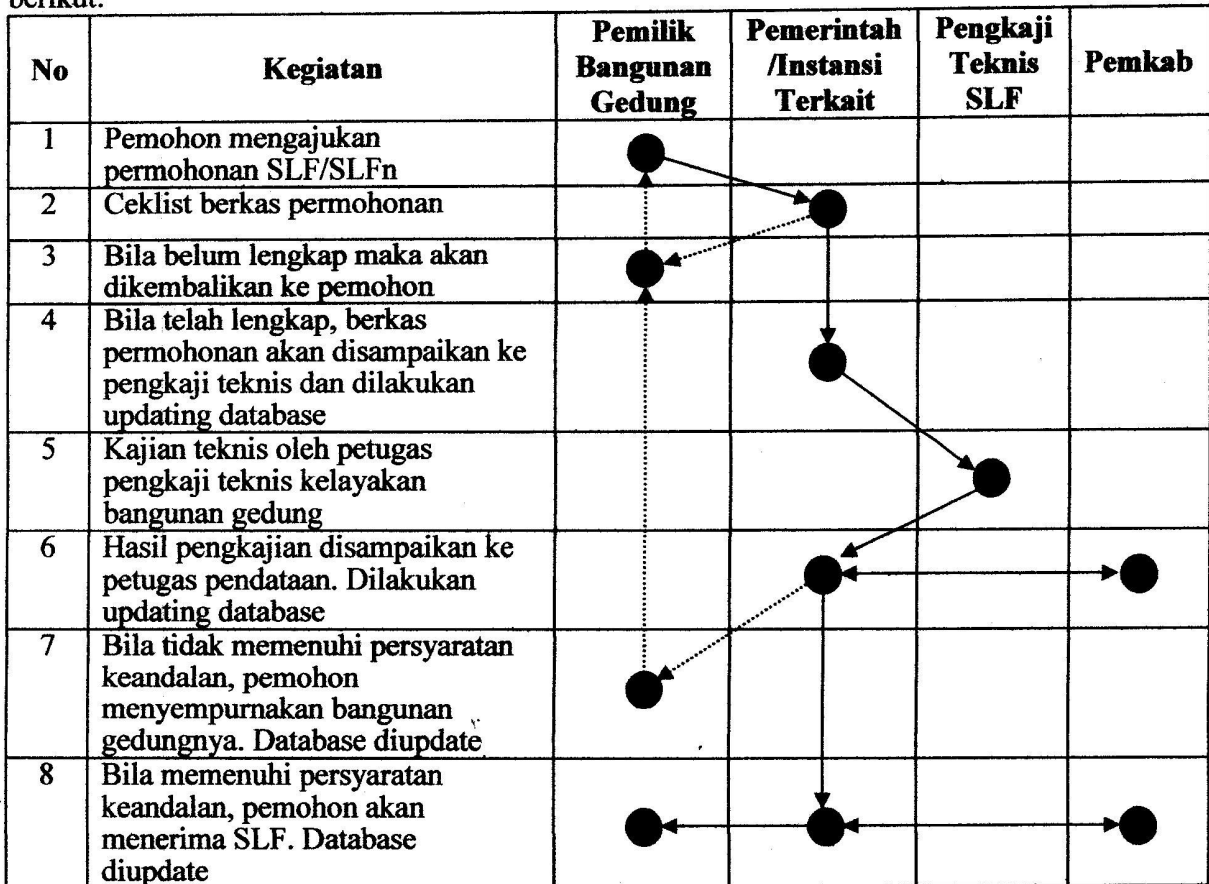 berikut:
No
Kegiatan
Pemilik
Bangunan
Gedung
Pemerintah
/Instansi
Terkait
Pengkaji
Teknis
SLF
Pemkab
1
Pemohon mengajukan
permohonan SLF/SLFn
2
Ceklist berkas permohonan
3
Bila belum lengkap maka akan
dikembalikan ke pemohon
4
Bila telah lengkap, berkas
permohonan akan disampaikan ke
pengkaji teknis dan dilakukan
updating database
5
Kajian teknis oleh petugas
pengkaji teknis kelayakan
bangunan gedung
6
Hasil pengkajian disampaikan ke
petugas pendataan. Dilakukan
updating database
7
Bila tidak memenuhi persyaratan
keandalan, pemohon
menyempurnakan bangunan
gedungnya. Database diupdate
8
Bila memenuhi persyaratan
keandalan, pemohon akan
menerima SLF. Database
diupdate